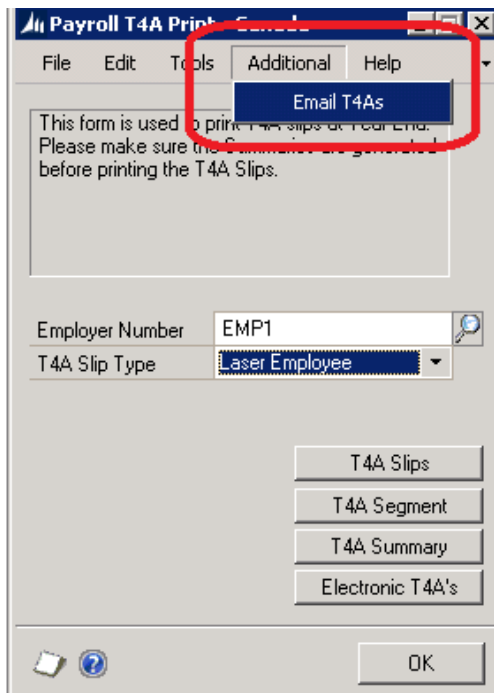 Payroll T4A Print - Canada
File Edit Tools Additional Help
Email T4As
This form is used to print T4A slips at Year End.
Please make sure the Summaries are generated
before printing the T4A Slips.
Employer Number EMP1
T4A Slip Type Laser Employee
T4A Slips
T4A Segment
T4A Summary
Electronic T4A's
OK